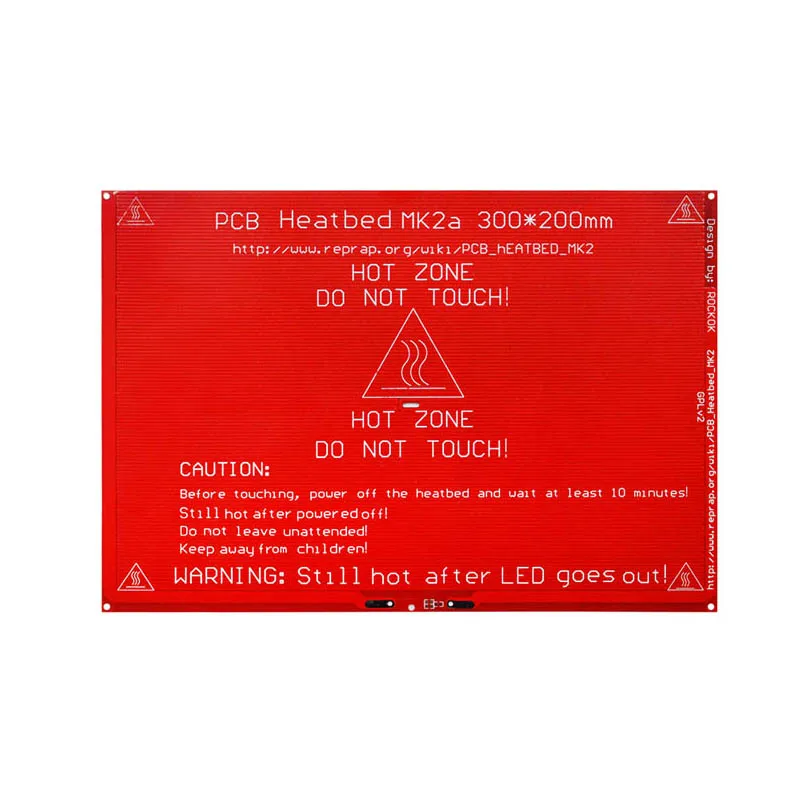 PCB Heatbed MK2a 300*200mm
http://www.reprap.org/wiki/PCB_hEATBED_MK2
HOT ZONE
DO NOT TOUCH!
HOT ZONE
DO NOT TOUCH!
CAUTION:
Before touching, power off the heatbed and wait at least 10 minutes!
Still hot after powered off!
Do not leave unattended!
Keep away from children!
WARNING: Still hot after LED goes out!
Design by: ROCKOK
GPLv2
http://www.reprap.org/wiki/PCB_Heatbed_MK2